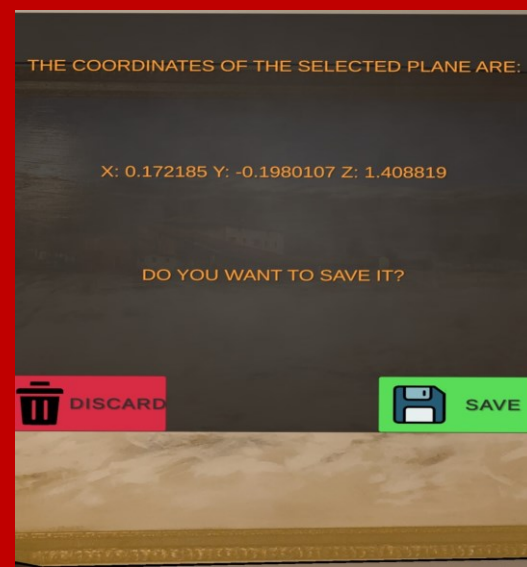 THE COORDINATES OF THE SELECTED PLANE ARE:
X: 0.172185 Y: -0.1980107 Z: 1.408819
DO YOU WANT TO SAVE IT?
DISCARD
SAVE